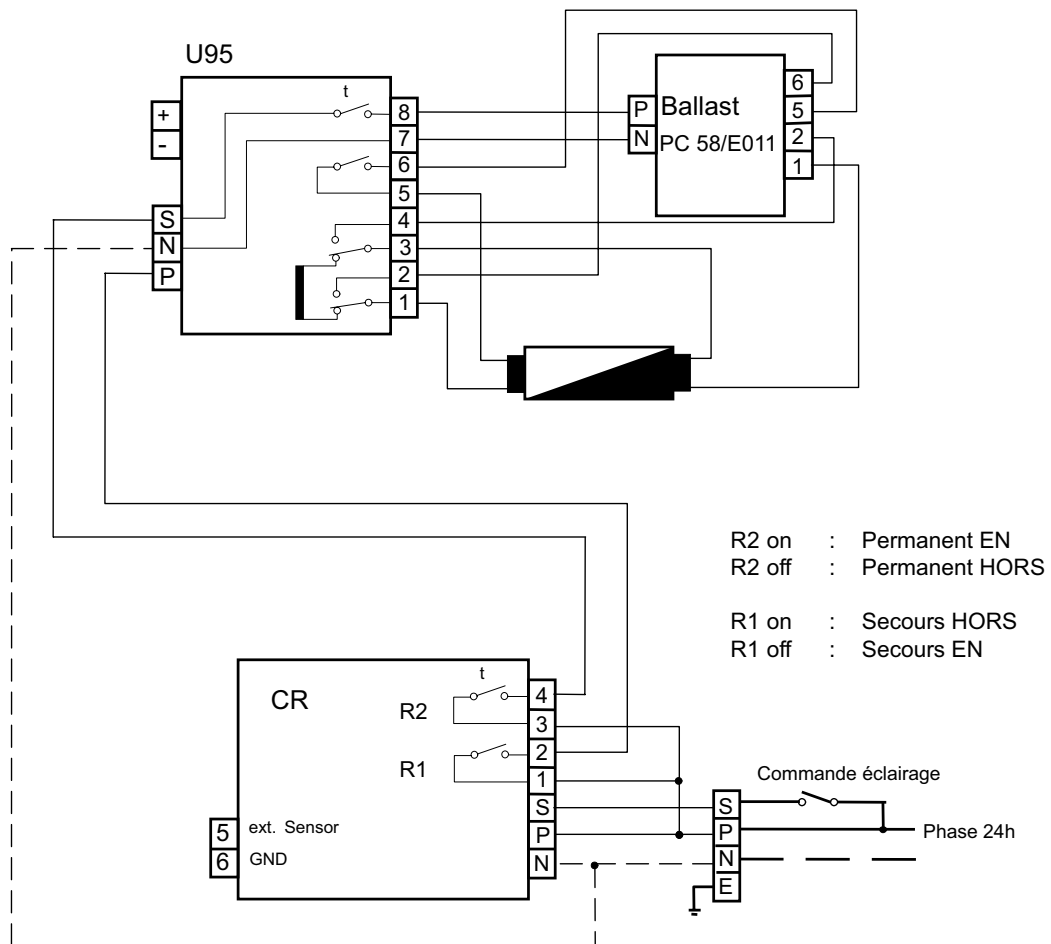 U95
+
-
S
N
P
t
8
7
6
5
4
3
2
1
P
N
Ballast
PC 58/E011
6
5
2
1
R2 on : Permanent EN
R2 off : Permanent HORS
R1 on : Secours HORS
R1 off : Secours EN
CR
t
R2
R1
4
3
2
1
S
P
N
5 ext. Sensor
6 GND
Commande éclairage
S
P
N
E
Phase 24h